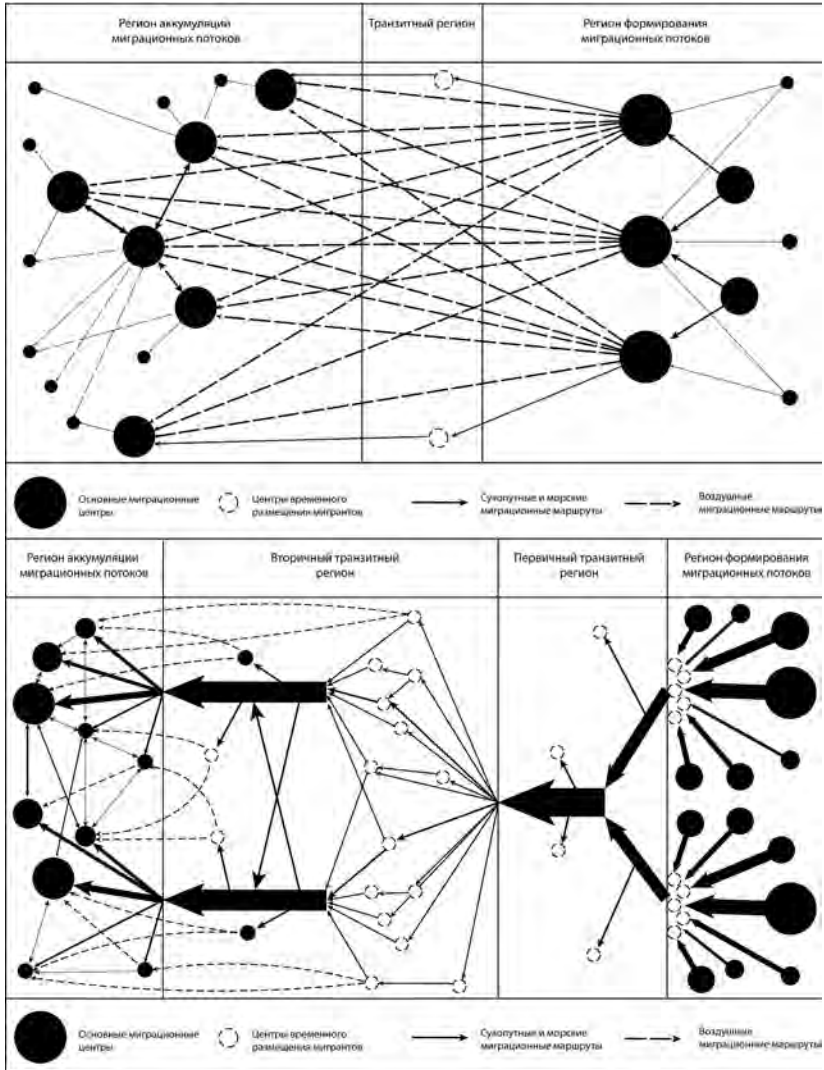 Регион аккумуляции
миграционных потоков
Транзитный регион
Регион формирования
миграционных потоков
Основные миграционные
центры
Центры временного
размещения мигрантов
Сухопутные и морские
миграционные маршруты
Воздушные
миграционные маршруты
Регион аккумуляции
миграционных потоков
Вторичный транзитный
регион
Первичный транзитный
регион
Регион формирования
миграционных потоков
Основные миграционные
центры
Центры временного
размещения мигрантов
Сухопутные и морские
миграционные маршруты
Воздушные
миграционные маршруты